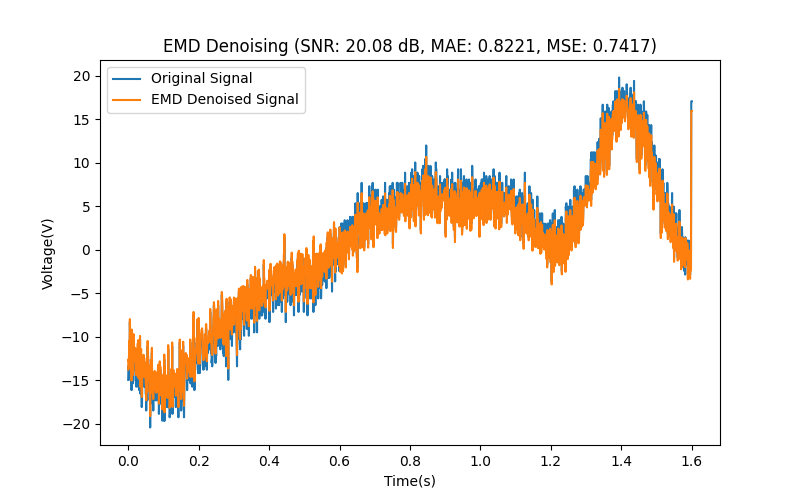 EMD Denoising (SNR: 20.08 dB, MAE: 0.8221, MSE: 0.7417)
Original Signal
EMD Denoised Signal
20
15
10
5
0
−5
−10
−15
−20
Voltage(V)
0.0 0.2 0.4 0.6 0.8 1.0 1.2 1.4 1.6
Time(s)